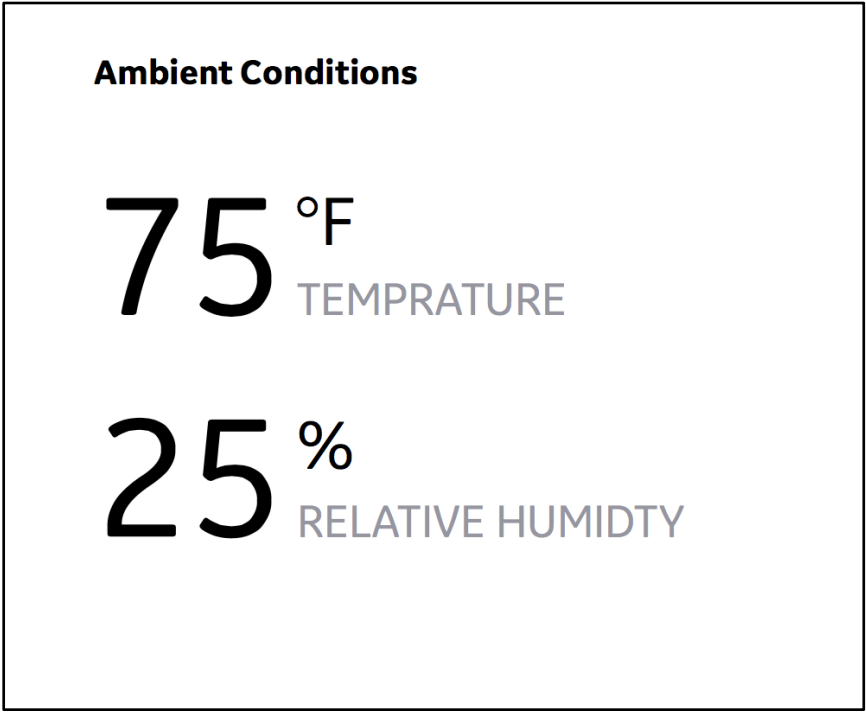 Ambient Conditions
75 °F
TEMPRATURE
25 %
RELATIVE HUMIDTY